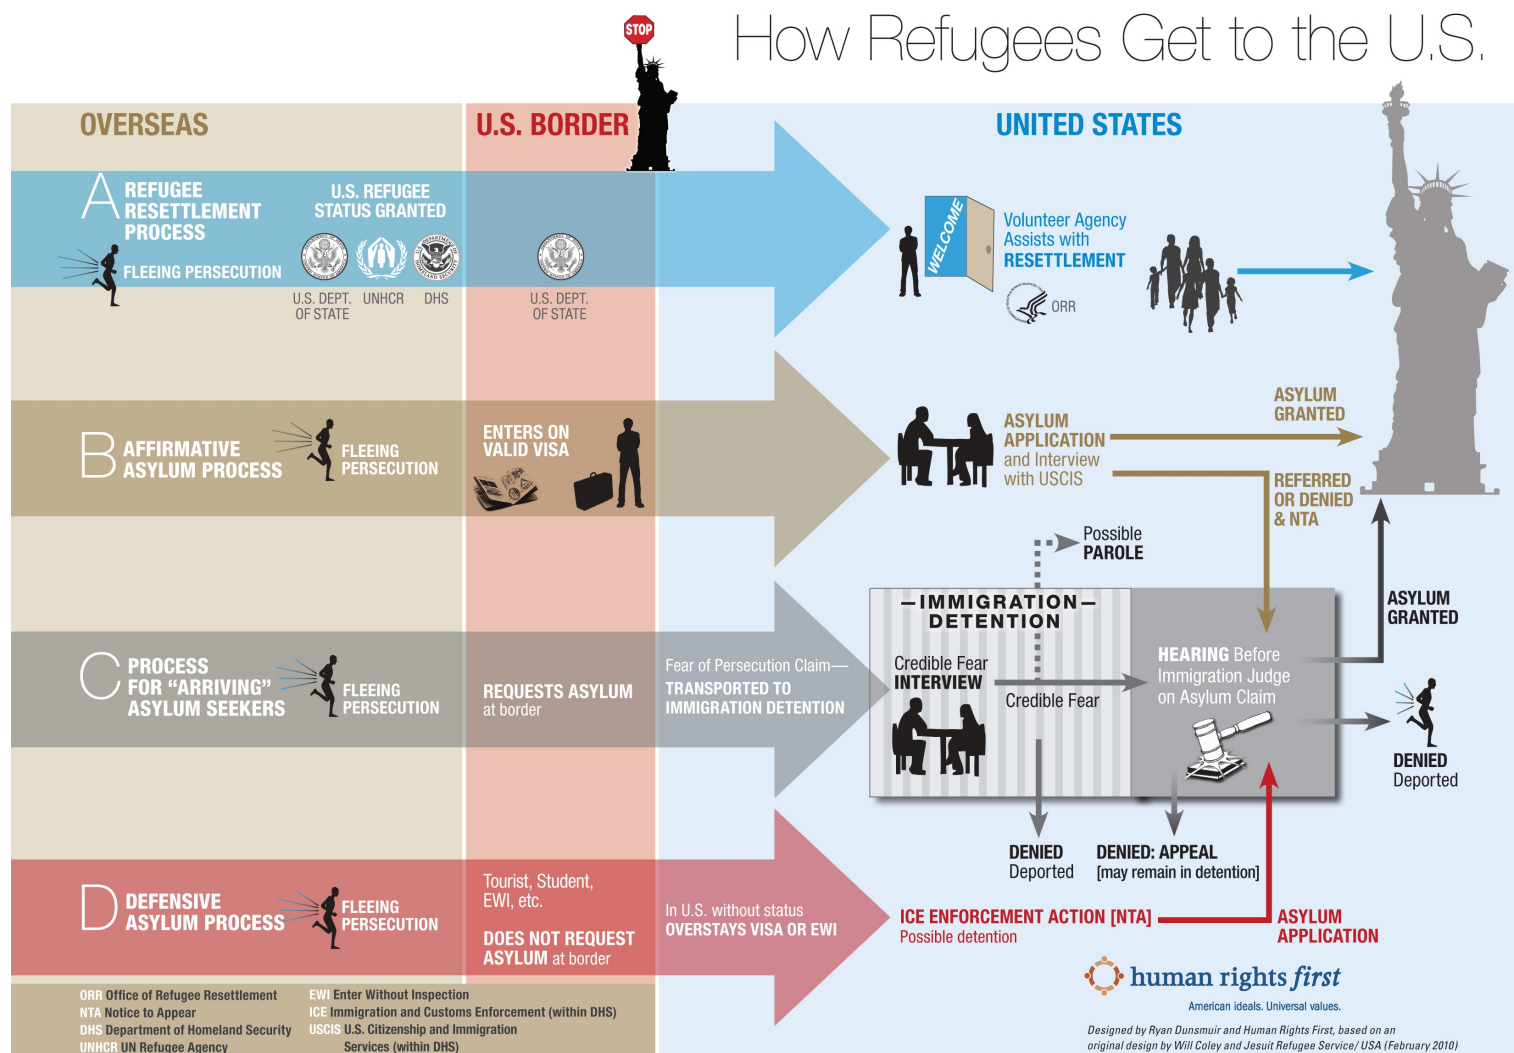 STOP
How Refugees Get to the U.S.
OVERSEAS
U.S. BORDER
UNITED STATES
A REFUGEE
RESETTLEMENT
PROCESS
FLEEING PERSECUTION
U.S. REFUGEE
STATUS GRANTED
U.S. DEPT.
OF STATE
UNHCR
DHS
U.S. DEPT.
OF STATE
WELCOME
Volunteer Agency
Assists with
RESETTLEMENT
ORR
B AFFIRMATIVE
ASYLUM PROCESS
FLEEING
PERSECUTION
ENTERS ON
VALID VISA
ASYLUM
APPLICATION
and Interview
with USCIS
ASYLUM
GRANTED
REFERRED
OR DENIED
& NTA
Possible
PAROLE
C PROCESS
FOR “ARRIVING”
ASYLUM SEEKERS
FLEEING
PERSECUTION
REQUESTS ASYLUM
at border
Fear of Persecution Claim—
TRANSPORTED TO
IMMIGRATION DETENTION
—IMMIGRATION—
DETENTION
Credible Fear
INTERVIEW
Credible Fear
HEARING Before
Immigration Judge
on Asylum Claim
ASYLUM
GRANTED
DENIED
Deported
DENIED
Deported
DENIED: APPEAL
[may remain in detention]
D DEFENSIVE
ASYLUM PROCESS
FLEEING
PERSECUTION
Tourist, Student,
EWI, etc.
DOES NOT REQUEST
ASYLUM at border
In U.S. without status
OVERSTAYS VISA OR EWI
ICE ENFORCEMENT ACTION [NTA]
Possible detention
ASYLUM
APPLICATION
ORR Office of Refugee Resettlement
NTA Notice to Appear
DHS Department of Homeland Security
UNHCR UN Refugee Agency
EWI Enter Without Inspection
ICE Immigration and Customs Enforcement (within DHS)
USCIS U.S. Citizenship and Immigration
Services (within DHS)
human rights first
American ideals. Universal values.
Designed by Ryan Dunsmuir and Human Rights First, based on an
original design by Will Coley and Jesuit Refugee Service/ USA (February 2010)